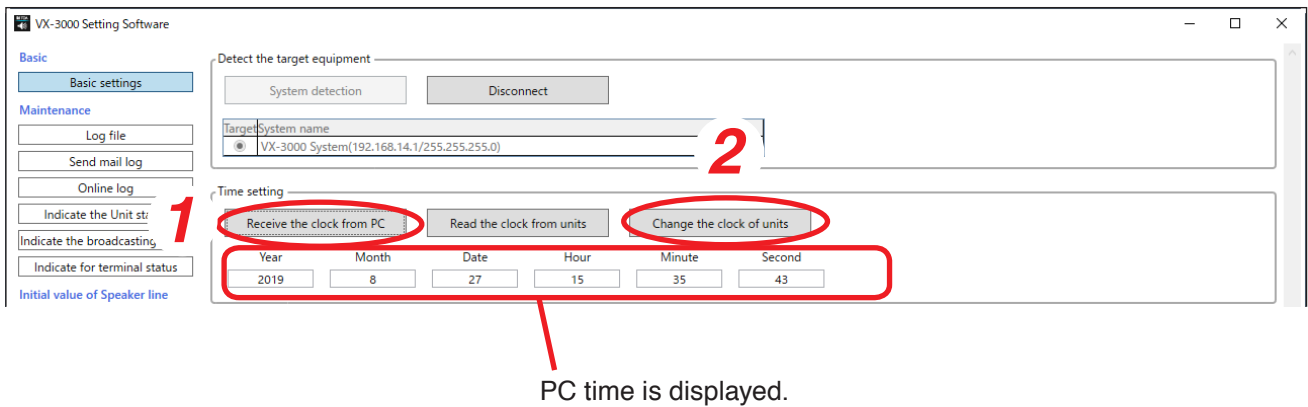 VX-3000 Setting Software
Basic
Basic settings
Maintenance
Log file
Send mail log
Online log
Indicate the Unit
Indicate the broadcasting
Indicate for terminal status
Initial value of Speaker line
Detect the target equipment
System detection Disconnect
Target System name
VX-3000 System(192.168.14.1/255.255.255.0)
2
Time setting
1
Receive the clock from PC Read the clock from units Change the clock of units
Year Month Date Hour Minute Second
2019 8 27 15 35 43
PC time is displayed.